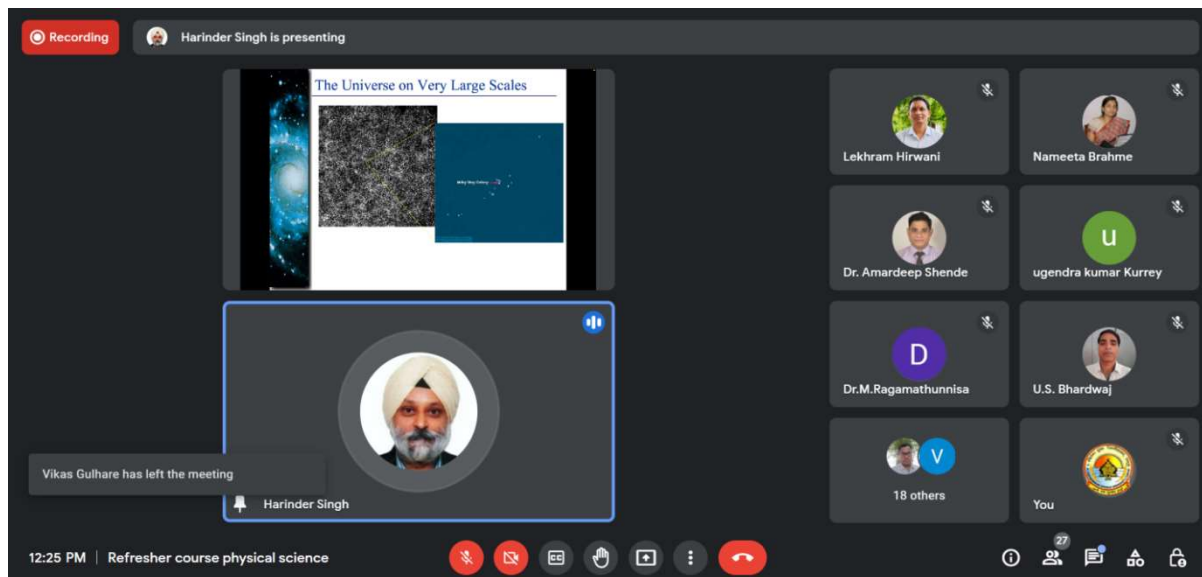 Recording
Harinder Singh is presenting
The Universe on Very Large Scales
Milky Way Galaxy
Lekhram Hirwani
Nameeta Brahme
Dr. Amardeep Shende
u
ugendra kumar Kurrey
D
Dr.M.Ragamathunnisa
U.S. Bhardwaj
V
18 others
You
Vikas Gulhare has left the meeting
Harinder Singh
12:25 PM | Refresher course physical science
CC
27